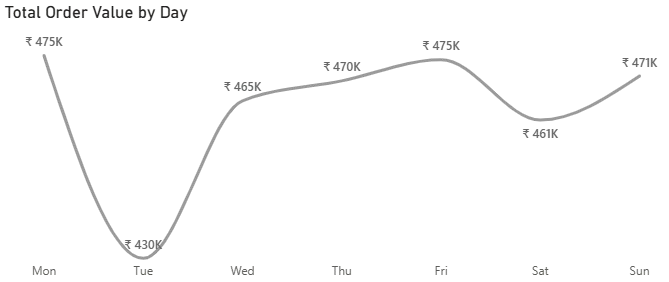 Total Order Value by Day
₹ 475K
₹ 430K
₹ 465K
₹ 470K
₹ 475K
₹ 461K
₹ 471K
Mon Tue Wed Thu Fri Sat Sun